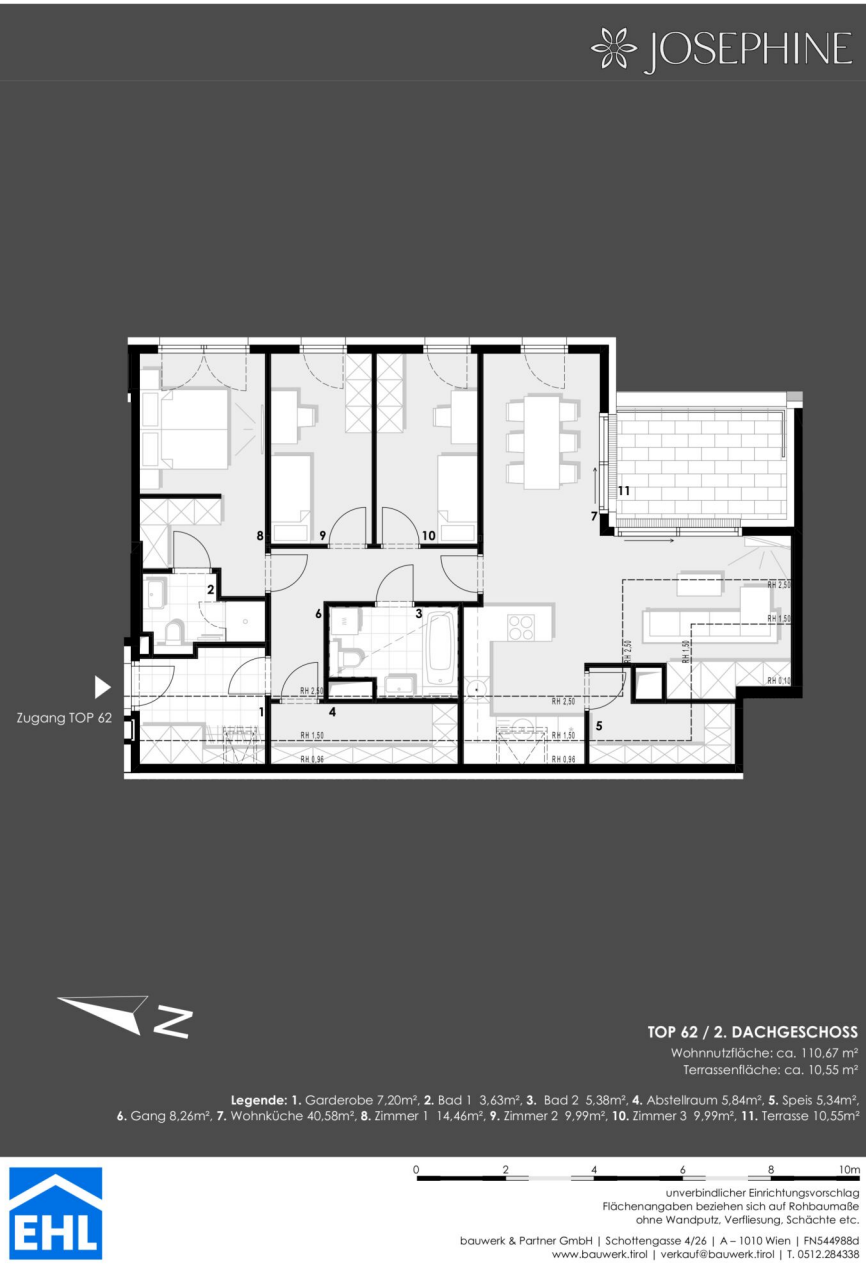 JOSEPHINE
11
7
8
9
10
2
RH 2,50
6
3
RH 1,50
RH 2,50
RH 1,50
RH 0,10
RH 2,50
RH 2,50
Zugang TOP 62
1
4
5
RH 1,50
RH 1,50
RH 0,96
RH 0,96
N
TOP 62 / 2. DACHGESCHOSS
Wohnnutzfläche: ca. 110,67 m²
Terrassenfläche: ca. 10,55 m²
Legende: 1. Garderobe 7,20m², 2. Bad 1 3,63m², 3. Bad 2 5,38m², 4. Abstellraum 5,84m², 5. Speis 5,34m²,
6. Gang 8,26m², 7. Wohnküche 40,58m², 8. Zimmer 1 14,46m², 9. Zimmer 2 9,99m², 10. Zimmer 3 9,99m², 11. Terrasse 10,55m²
0 2 4 6 8 10m
unverbindlicher Einrichtungsvorschlag
Flächenangaben beziehen sich auf Rohbaumaße
ohne Wandputz, Verfliesung, Schächte etc.
EHL
bauwerk & Partner GmbH | Schottengasse 4/26 | A – 1010 Wien | FN544988d
www.bauwerk.tirol | verkauf@bauwerk.tirol | T. 0512.284338